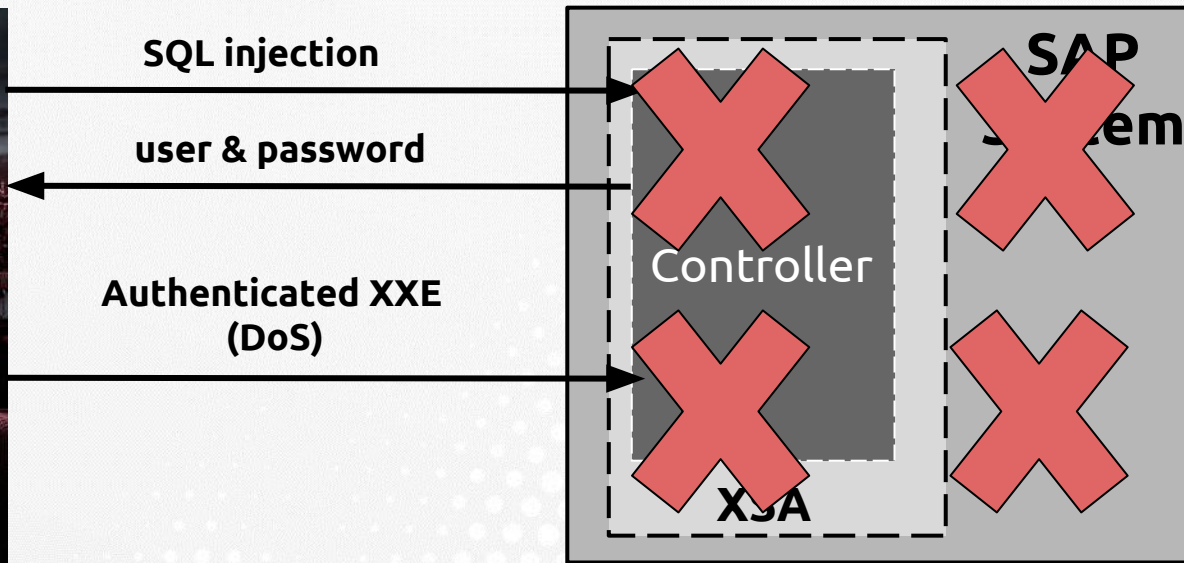 SQL injection
SAP
user & password
Controller
Authenticated XXE
(DoS)
XSA